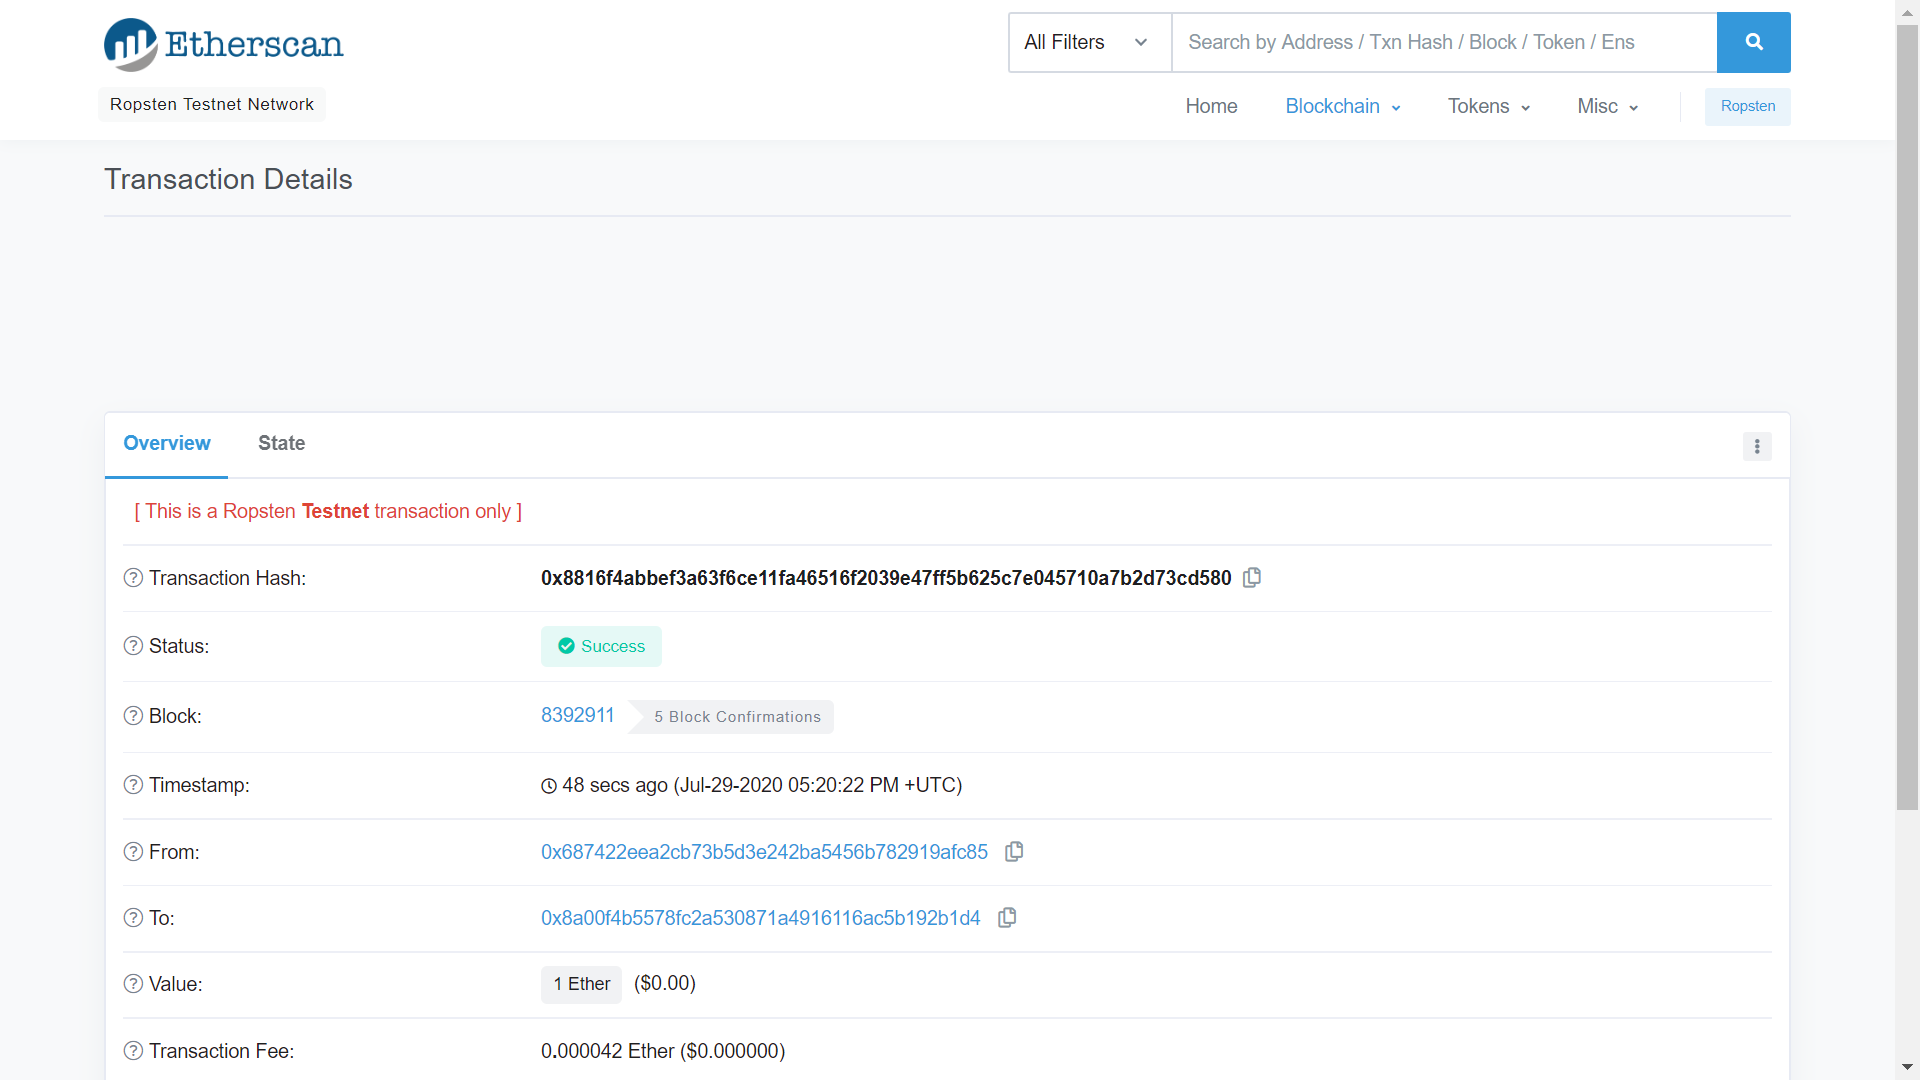 Etherscan
All Filters
Search by Address / Txn Hash / Block / Token / Ens
Ropsten Testnet Network
Home
Blockchain
Tokens
Misc
Ropsten
Transaction Details
Overview
State
[ This is a Ropsten Testnet transaction only ]
Transaction Hash: 0x8816f4abbef3a63f6ce11fa46516f2039e47ff5b625c7e045710a7b2d73cd580
Status: Success
Block: 8392911 5 Block Confirmations
Timestamp: 48 secs ago (Jul-29-2020 05:20:22 PM +UTC)
From: 0x687422eea2cb73b5d3e242ba5456b782919afc85
To: 0x8a00f4b5578fc2a530871a4916116ac5b192b1d4
Value: 1 Ether ($0.00)
Transaction Fee: 0.000042 Ether ($0.000000)